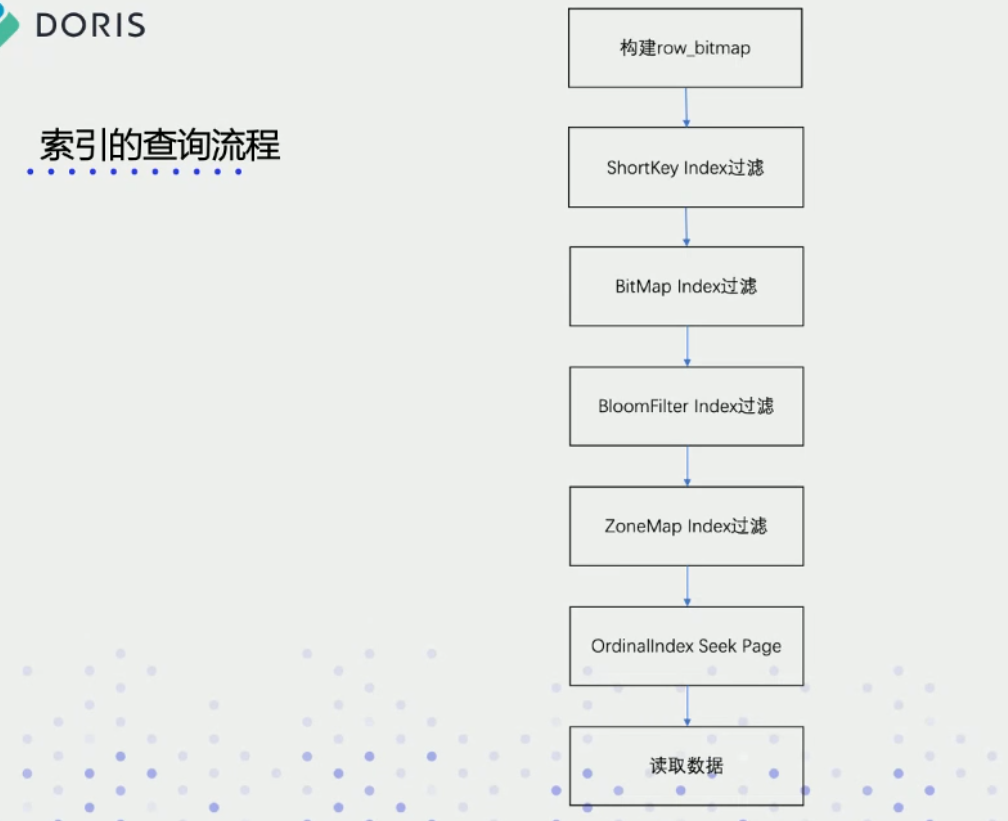 DORIS
索引的查询流程
构建row_bitmap
ShortKey Index过滤
BitMap Index过滤
BloomFilter Index过滤
ZoneMap Index过滤
OrdinalIndex Seek Page
读取数据